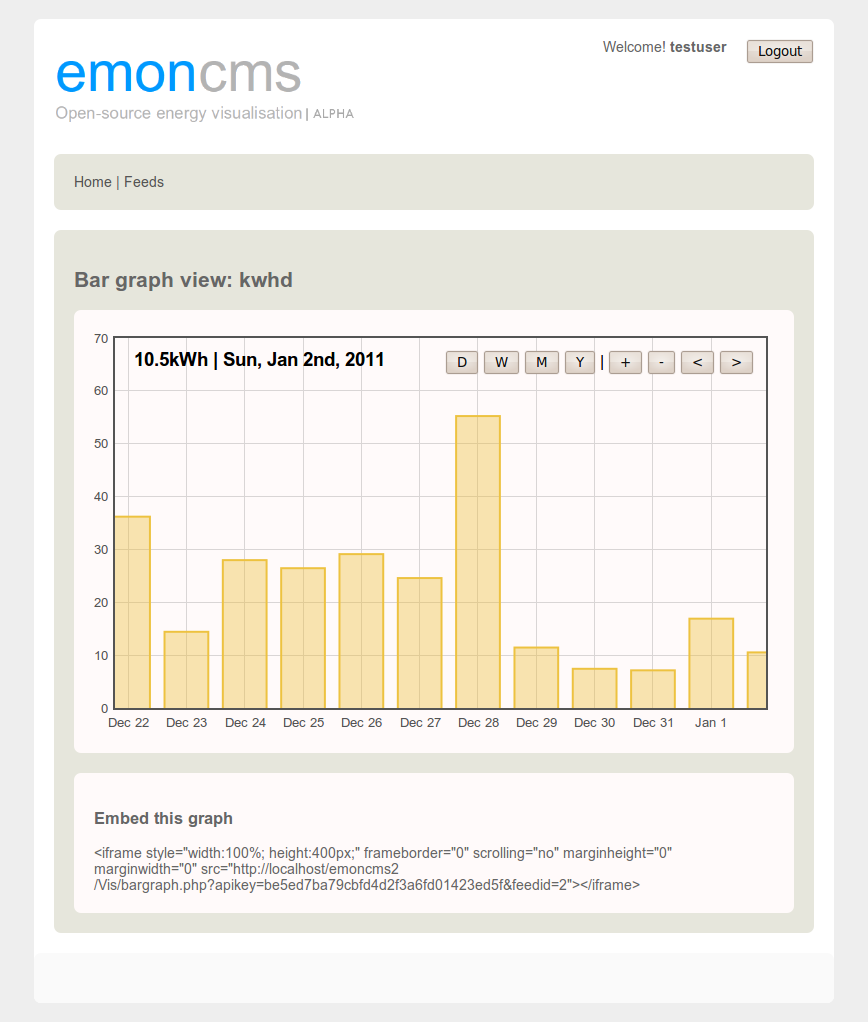 emoncms
Open-source energy visualisation | ALPHA
Welcome! testuser
Logout
Home | Feeds
Bar graph view: kwhd
10.5kWh | Sun, Jan 2nd, 2011
D W M Y | + - < >
70
60
50
40
30
20
10
0
Dec 22 Dec 23 Dec 24 Dec 25 Dec 26 Dec 27 Dec 28 Dec 29 Dec 30 Dec 31 Jan 1
Embed this graph
<iframe style="width:100%; height:400px;" frameborder="0" scrolling="no" marginheight="0"
marginwidth="0" src="http://localhost/emoncms2
/Vis/bargraph.php?apikey=be5ed7ba79cbfd4d2f3a6fd01423ed5f&feedid=2"></iframe>